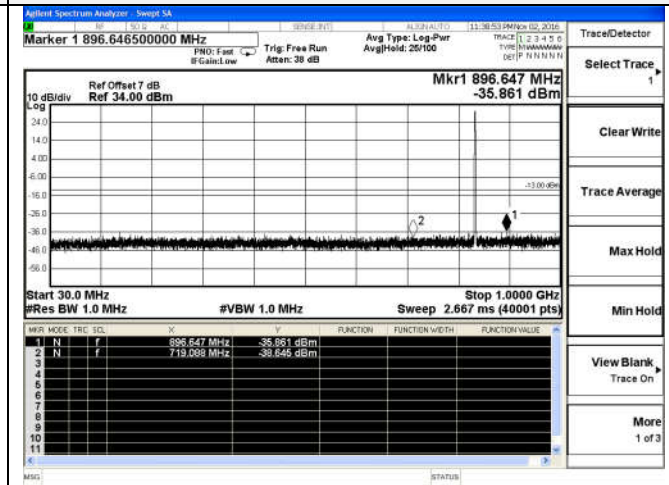 Agilent Spectrum Analyzer - Swept SA
RF 50 Ω AC SENSE:INT ALIGN AUTO 11:38:53 PM Nov 02, 2016
Marker 1 896.646500000 MHz
PNO: Fast
IFGain:Low
Trig: Free Run
Atten: 38 dB
Avg Type: Log-Pwr
Avg|Hold: 25/100
TRACE 1 2 3 4 5 6
TYPE M WWWWW
DET P N N N N N
Ref Offset 7 dB
10 dB/div Ref 34.00 dBm
Log
Mkr1 896.647 MHz
-35.861 dBm
24.0
14.0
4.00
-6.00
-16.0
-26.0
-36.0
-46.0
-56.0
-13.00 dBm
2
1
Start 30.0 MHz Stop 1.0000 GHz
#Res BW 1.0 MHz #VBW 1.0 MHz Sweep 2.667 ms (40001 pts)
MKR MODE TRC SCL X Y FUNCTION FUNCTION WIDTH FUNCTION VALUE
1 N f 896.647 MHz -35.861 dBm
2 N f 719.088 MHz -38.645 dBm
3
4
5
6
7
8
9
10
11
MSG STATUS
Trace/Detector
Select Trace
1
Clear Write
Trace Average
Max Hold
Min Hold
View Blank
Trace On
More
1 of 3